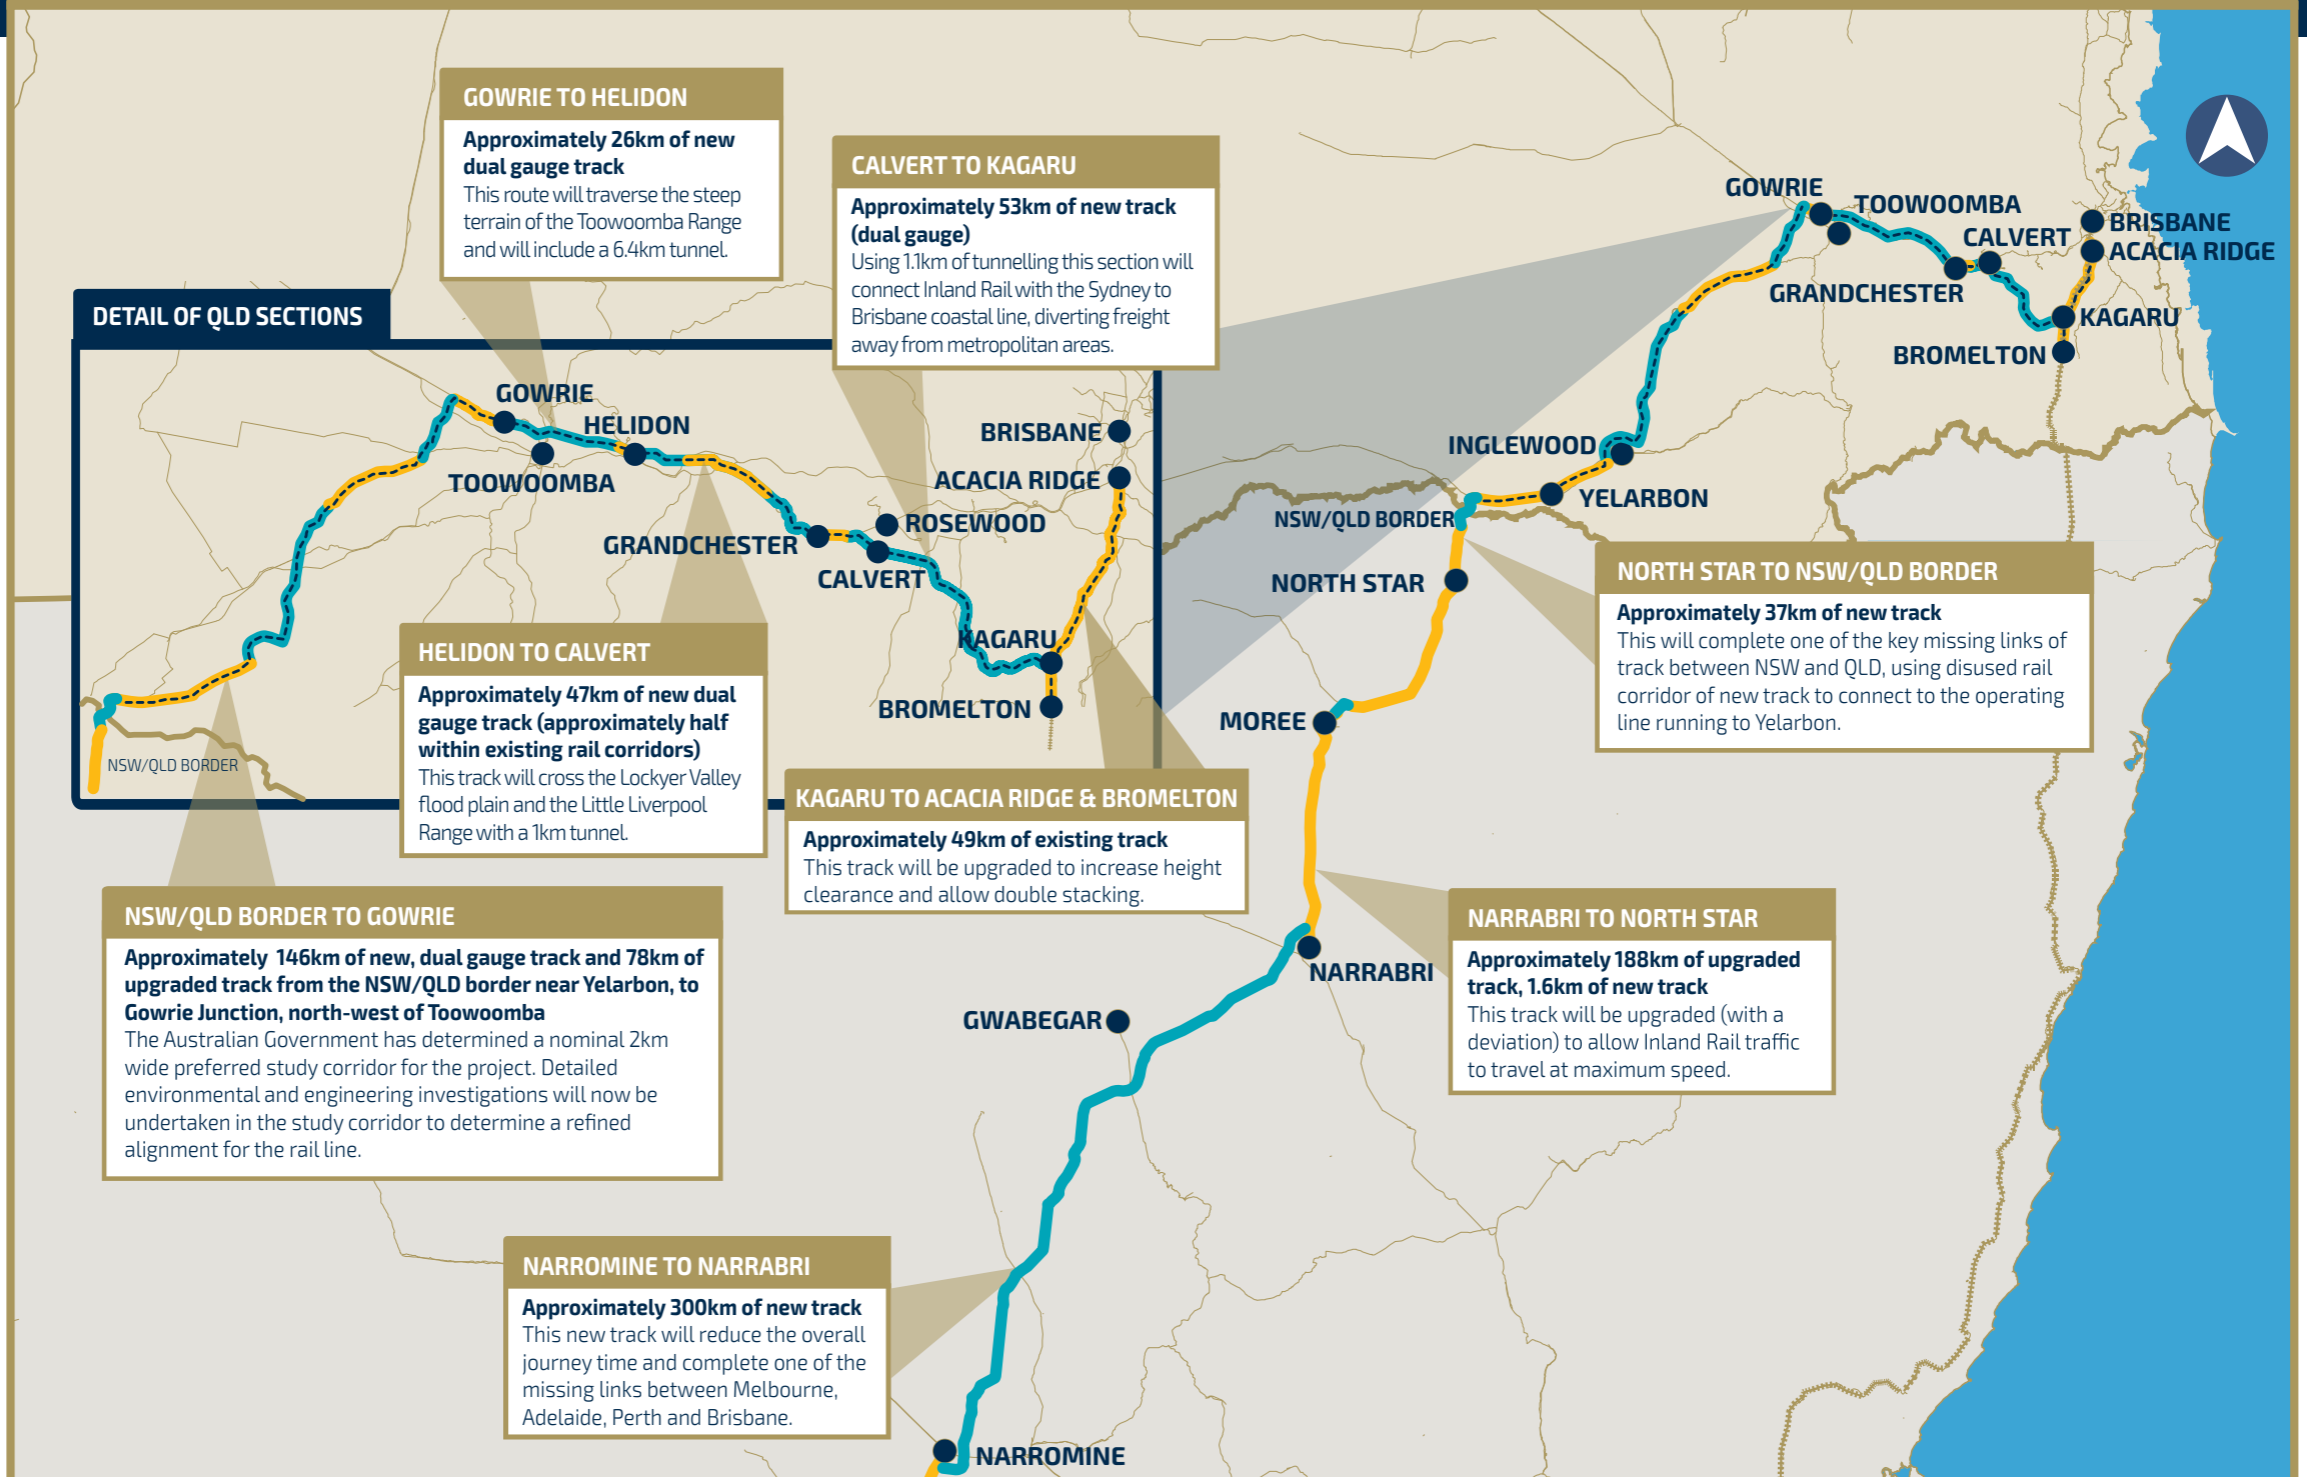 GOWRIE TO HELIDON
Approximately 26km of new
dual gauge track
This route will traverse the steep
terrain of the Toowoomba Range
and will include a 6.4km tunnel.
CALVERT TO KAGARU
Approximately 53km of new track
(dual gauge)
Using 1.1km of tunnelling this section will
connect Inland Rail with the Sydney to
Brisbane coastal line, diverting freight
away from metropolitan areas.
DETAIL OF QLD SECTIONS
GOWRIE
HELIDON
TOOWOOMBA
BRISBANE
ACACIA RIDGE
ROSEWOOD
GRANDCHESTER
CALVERT
KAGARU
BROMELTON
NSW/QLD BORDER
HELIDON TO CALVERT
Approximately 47km of new dual
gauge track (approximately half
within existing rail corridors)
This track will cross the Lockyer Valley
flood plain and the Little Liverpool
Range with a 1km tunnel.
KAGARU TO ACACIA RIDGE & BROMELTON
Approximately 49km of existing track
This track will be upgraded to increase height
clearance and allow double stacking.
NSW/QLD BORDER TO GOWRIE
Approximately 146km of new, dual gauge track and 78km of
upgraded track from the NSW/QLD border near Yelarbon, to
Gowrie Junction, north-west of Toowoomba
The Australian Government has determined a nominal 2km
wide preferred study corridor for the project. Detailed
environmental and engineering investigations will now be
undertaken in the study corridor to determine a refined
alignment for the rail line.
GOWRIE
TOOWOOMBA
BRISBANE
CALVERT
ACACIA RIDGE
GRANDCHESTER
KAGARU
BROMELTON
INGLEWOOD
YELARBON
NSW/QLD BORDER
NORTH STAR
NORTH STAR TO NSW/QLD BORDER
Approximately 37km of new track
This will complete one of the key missing links of
track between NSW and QLD, using disused rail
corridor of new track to connect to the operating
line running to Yelarbon.
MOREE
NARRABRI TO NORTH STAR
Approximately 188km of upgraded
track, 1.6km of new track
This track will be upgraded (with a
deviation) to allow Inland Rail traffic
to travel at maximum speed.
NARRABRI
GWABEGAR
NARROMINE TO NARRABRI
Approximately 300km of new track
This new track will reduce the overall
journey time and complete one of the
missing links between Melbourne,
Adelaide, Perth and Brisbane.
NARROMINE